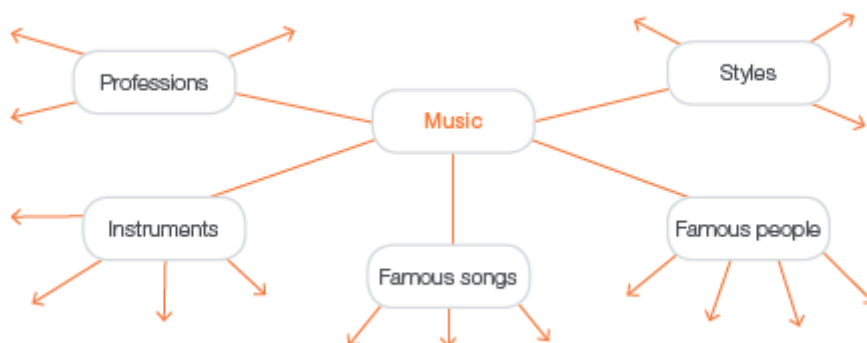 Professions
Styles
Music
Instruments
Famous people
Famous songs